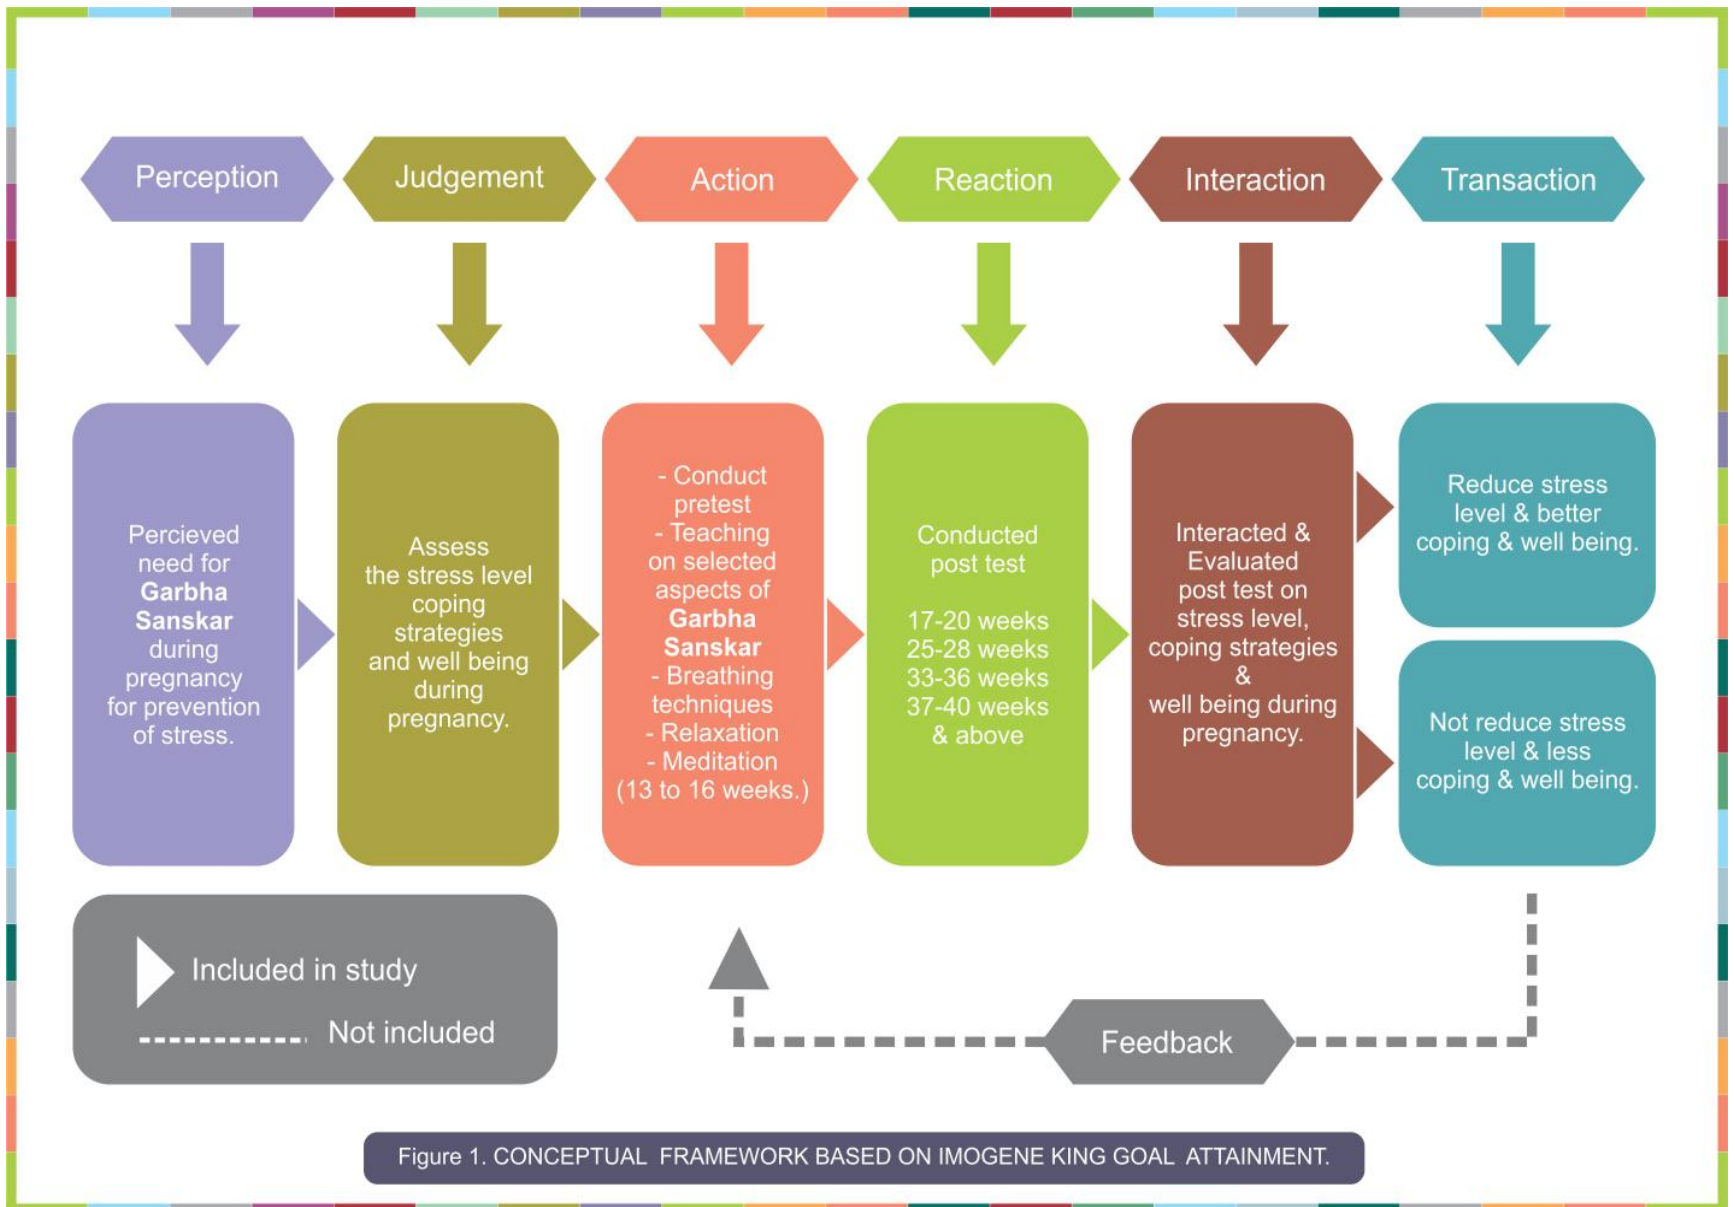 Perception
Judgement
Action
Reaction
Interaction
Transaction
Percieved
need for
Garbha
Sanskar
during
pregnancy
for prevention
of stress.
Assess
the stress level
coping
strategies
and well being
during
pregnancy.
- Conduct
pretest
- Teaching
on selected
aspects of
Garbha
Sanskar
- Breathing
techniques
- Relaxation
- Meditation
(13 to 16 weeks.)
Conducted
post test
17-20 weeks
25-28 weeks
33-36 weeks
37-40 weeks
& above
Interacted &
Evaluated
post test on
stress level,
coping strategies
&
well being during
pregnancy.
Reduce stress
level & better
coping & well being.
Not reduce stress
level & less
coping & well being.
Included in study
Not included
Feedback
Figure 1. CONCEPTUAL FRAMEWORK BASED ON IMOGENE KING GOAL ATTAINMENT.